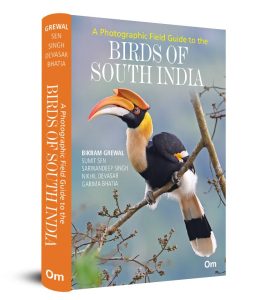 GREWAL
SEN
SINGH
DEVASAR
BHATIA
A Photographic Field Guide to the
BIRDS OF SOUTH INDIA
Om
A Photographic Field Guide to the
BIRDS OF
SOUTH INDIA
BIKRAM GREWAL
SUMIT SEN
SARWANDEEP SINGH
NIKHIL DEVASAR
GARIMA BHATIA
Om